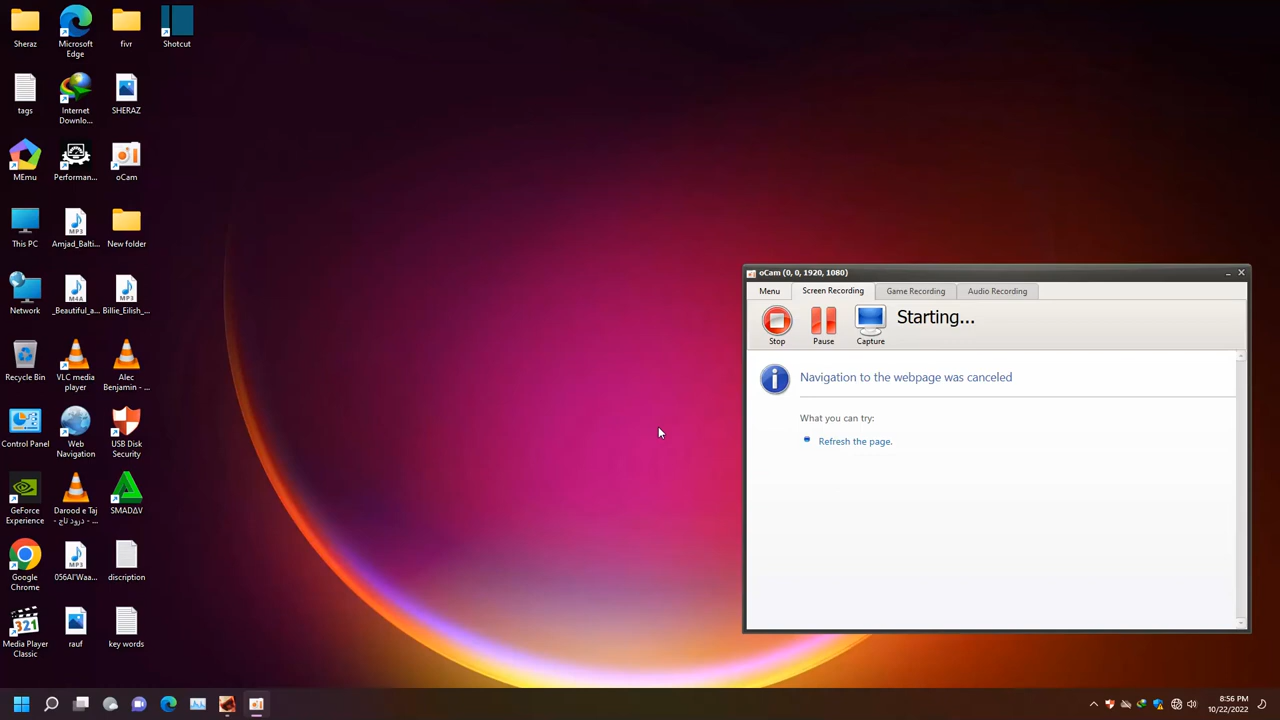 Sheraz
Microsoft
Edge
fivr
Shotcut
tags
Internet
Downlo...
SHERAZ
MEmu
Performan...
oCam
This PC
Amjad_Balti...
New folder
Network
_Beautiful_a...
Billie_Eilish_...
Recycle Bin
VLC media
player
Alec
Benjamin - ...
Control Panel
Web
Navigation
USB Disk
Security
GeForce
Experience
Darood e Taj
- درود تاج - ...
SMADΔV
Google
Chrome
056Al'Waa...
discription
Media Player
Classic
rauf
key words
oCam (0, 0, 1920, 1080)
Menu
Screen Recording
Game Recording
Audio Recording
Stop
Pause
Capture
Starting...
Navigation to the webpage was canceled
What you can try:
Refresh the page.
8:56 PM
10/22/2022